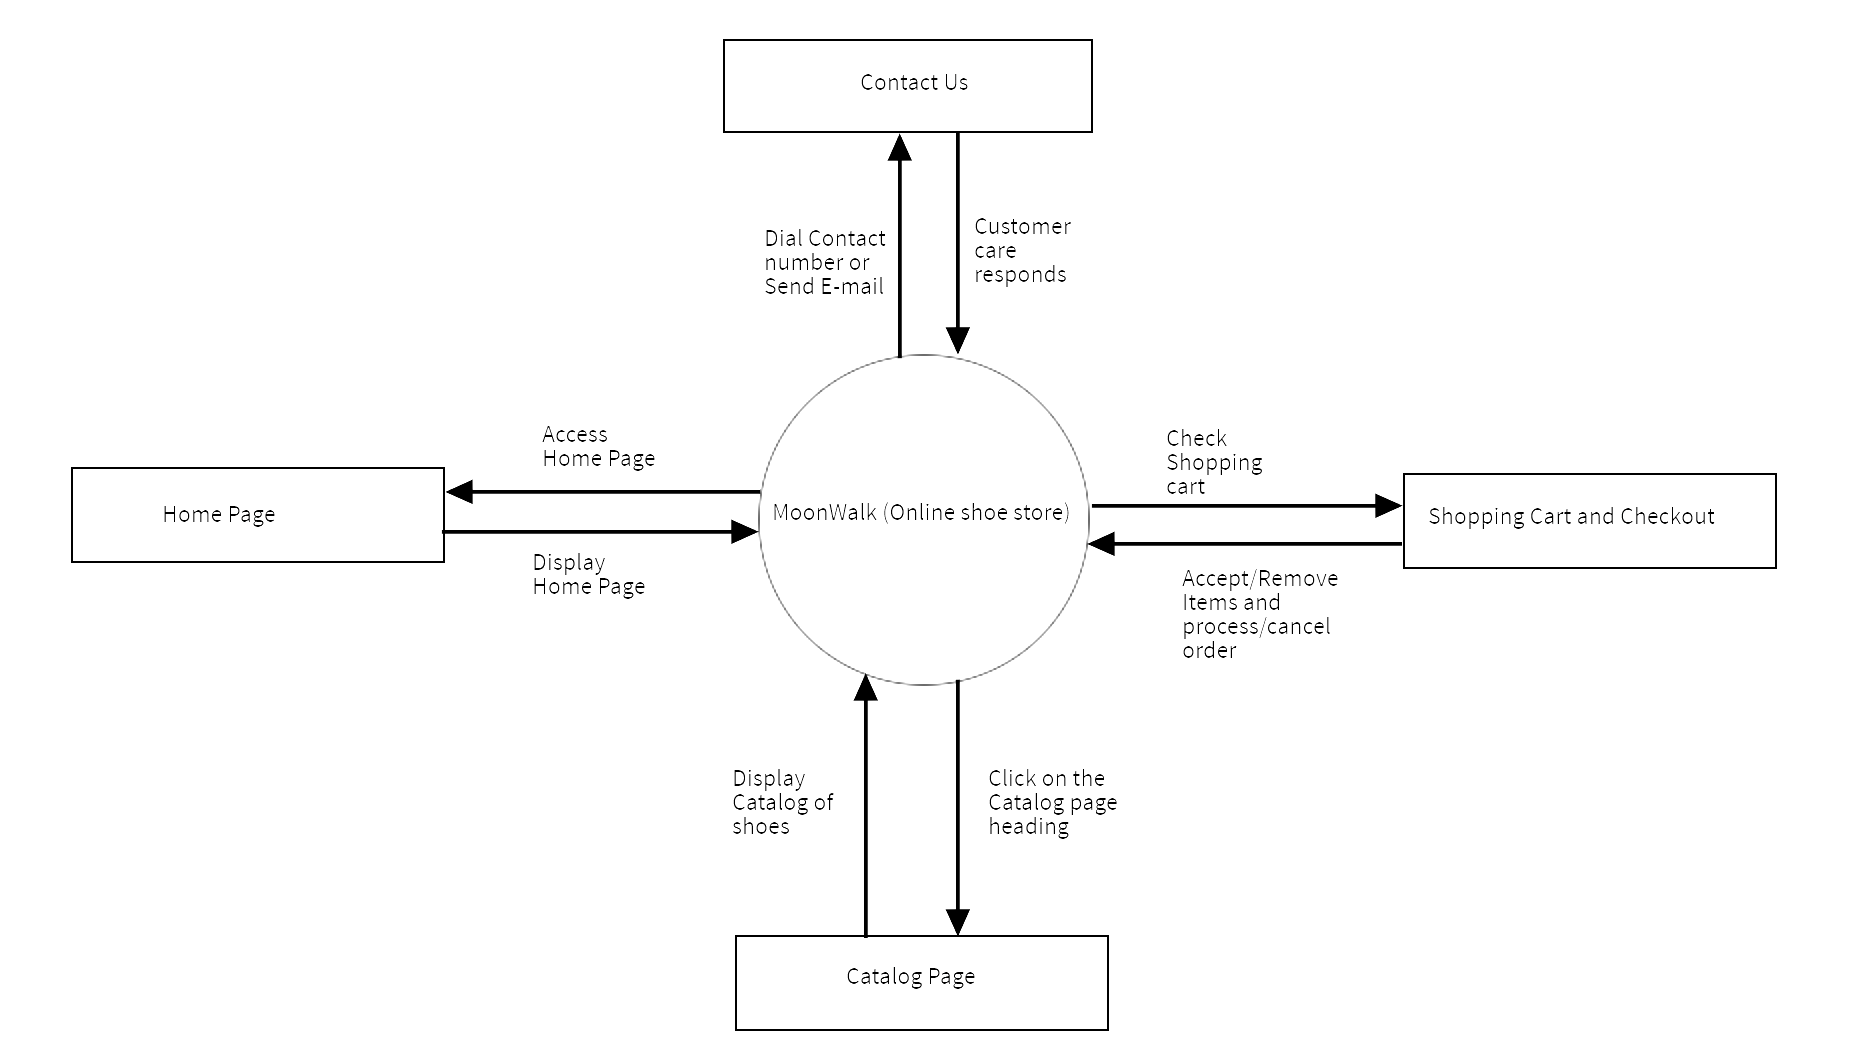 Contact Us
Dial Contact
number or
Send E-mail
Customer
care
responds
Access
Home Page
Home Page
Display
Home Page
MoonWalk (Online shoe store)
Check
Shopping
cart
Shopping Cart and Checkout
Accept/Remove
Items and
process/cancel
order
Display
Catalog of
shoes
Click on the
Catalog page
heading
Catalog Page